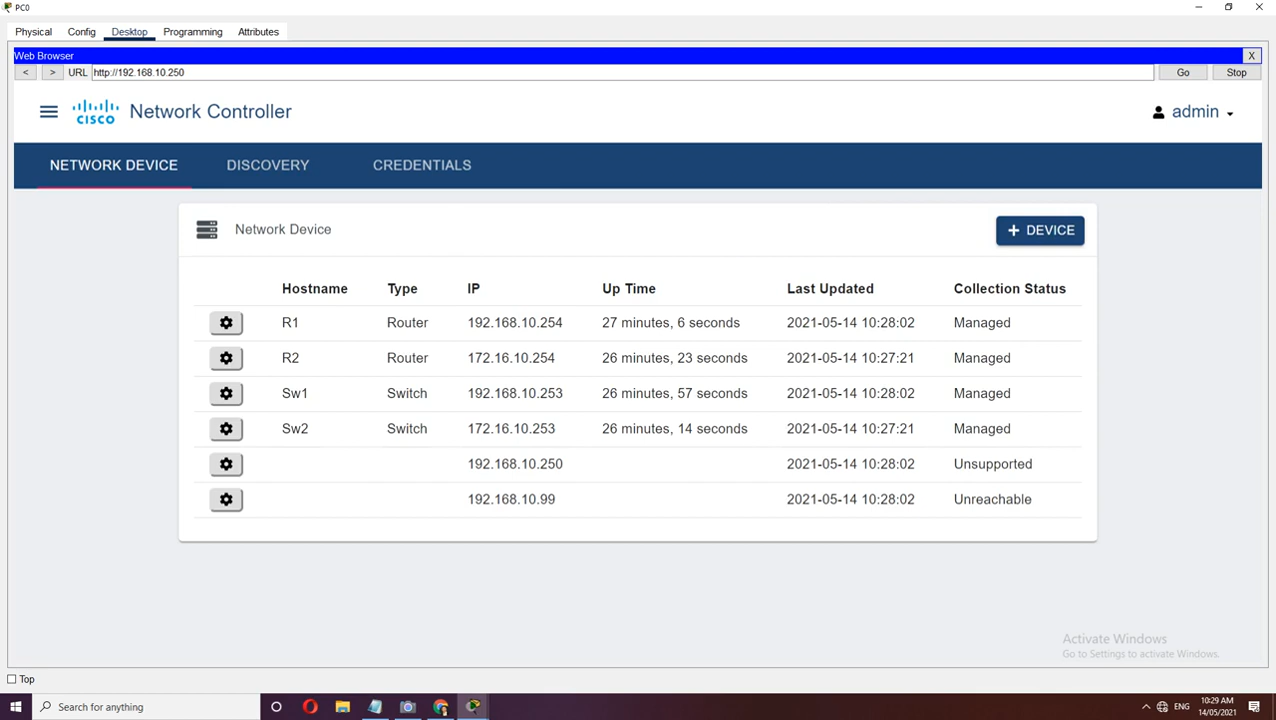 PC0
Physical Config Desktop Programming Attributes
Web Browser X
< > URL http://192.168.10.250 Go Stop
CISCO Network Controller admin
NETWORK DEVICE DISCOVERY CREDENTIALS
Network Device + DEVICE
Hostname Type IP Up Time Last Updated Collection Status
R1 Router 192.168.10.254 27 minutes, 6 seconds 2021-05-14 10:28:02 Managed
R2 Router 172.16.10.254 26 minutes, 23 seconds 2021-05-14 10:27:21 Managed
Sw1 Switch 192.168.10.253 26 minutes, 57 seconds 2021-05-14 10:28:02 Managed
Sw2 Switch 172.16.10.253 26 minutes, 14 seconds 2021-05-14 10:27:21 Managed
192.168.10.250 2021-05-14 10:28:02 Unsupported
192.168.10.99 2021-05-14 10:28:02 Unreachable
Activate Windows
Go to Settings to activate Windows.
Top
Search for anything ENG 10:29 AM
14/05/2021